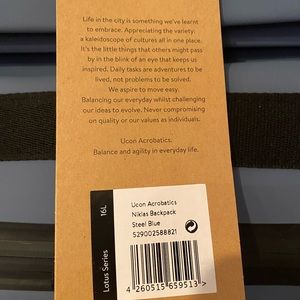 Life in the city is something we've learnt
to embrace. Appreciating the variety:
a kaleidoscope of cultures all in one place.
It's the little things that others might pass
by in the blink of an eye that keeps us
inspired. Daily tasks are adventures to be
lived, not problems to be solved.
We aspire to move easy.
Balancing our everyday whilst challenging
our ideas to evolve. Never compromising
on quality or our values as individuals.
Ucon Acrobatics.
Balance and agility in everyday life.
Lotus Series
16L
Ucon Acrobatics
Niklas Backpack
Steel Blue
529002588821
4 260515 659513 >